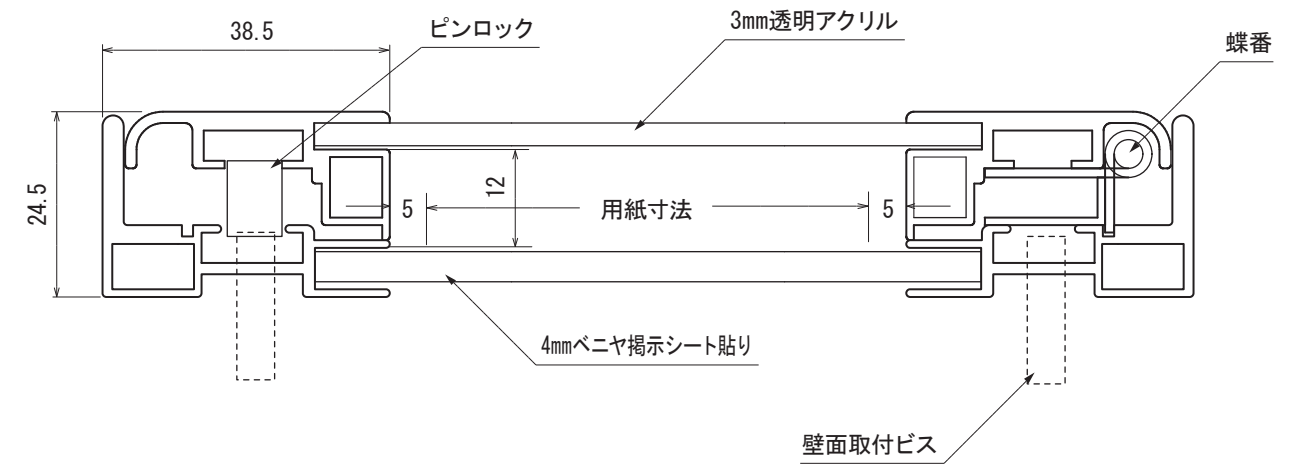 3mm透明アクリル
38.5
ピンロック
蝶番
24.5
5
12
用紙寸法
5
4mmベニヤ掲示シート貼り
壁面取付ビス